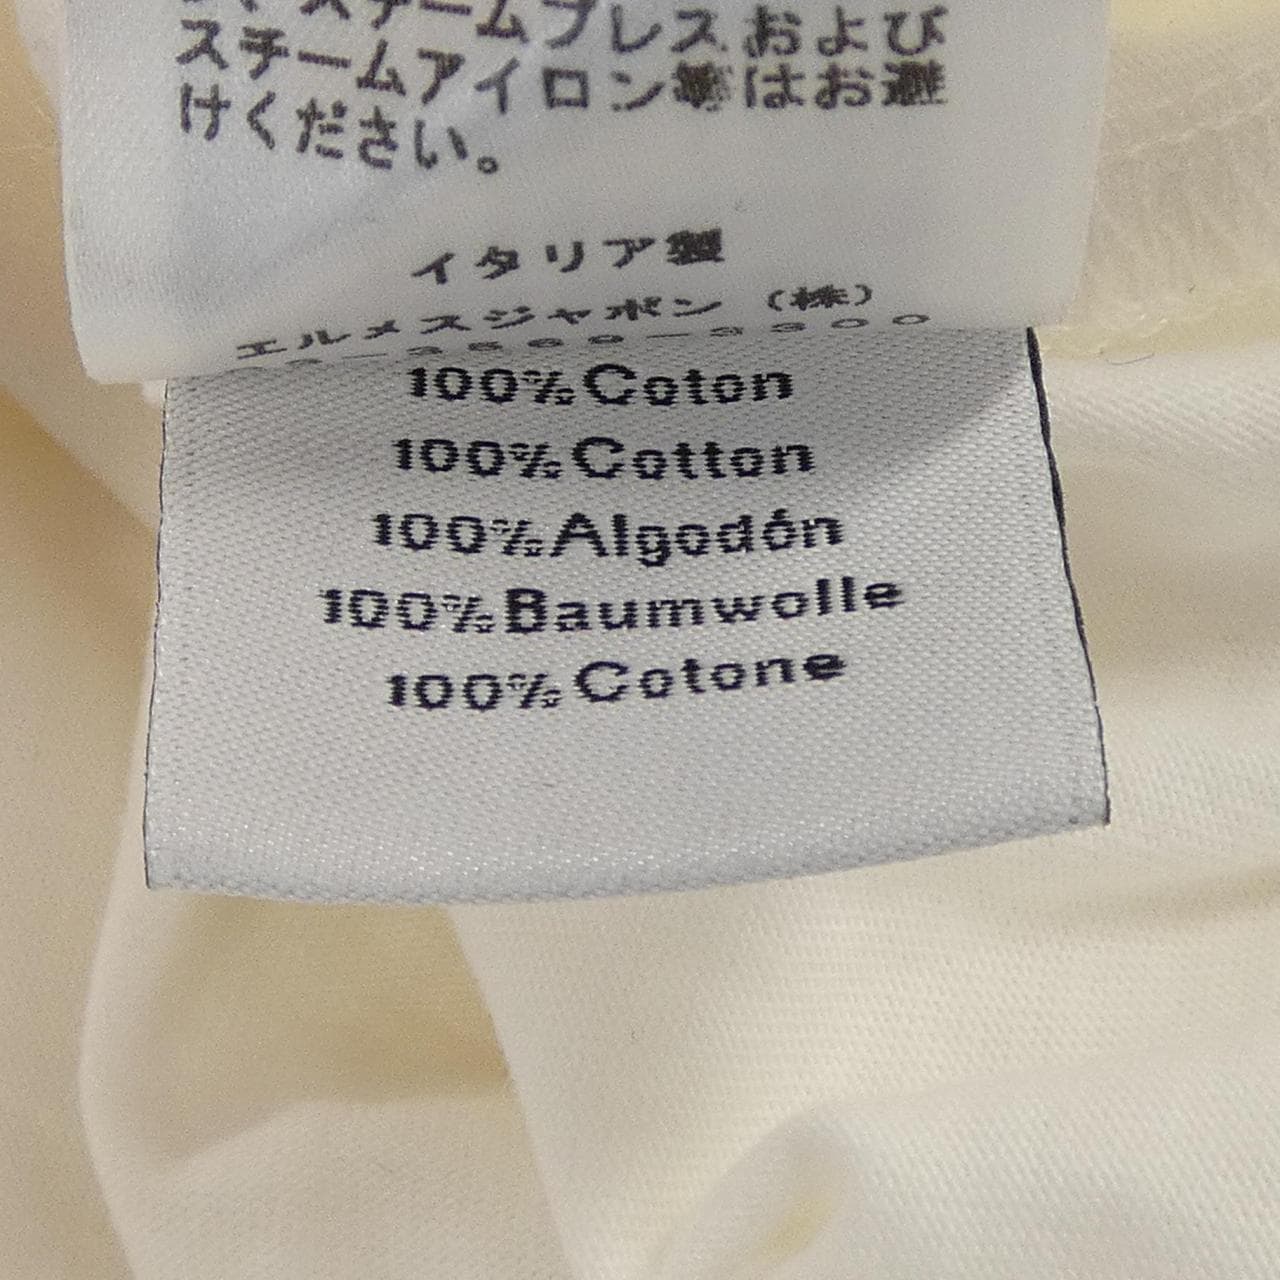 スチームプレスおよび
スチームアイロン等はお避
けください。
イタリア製
エルメスジャポン（株）
-3569-3300
100%Coton
100%Cotton
100%Algodón
100%Baumwolle
100%Cotone